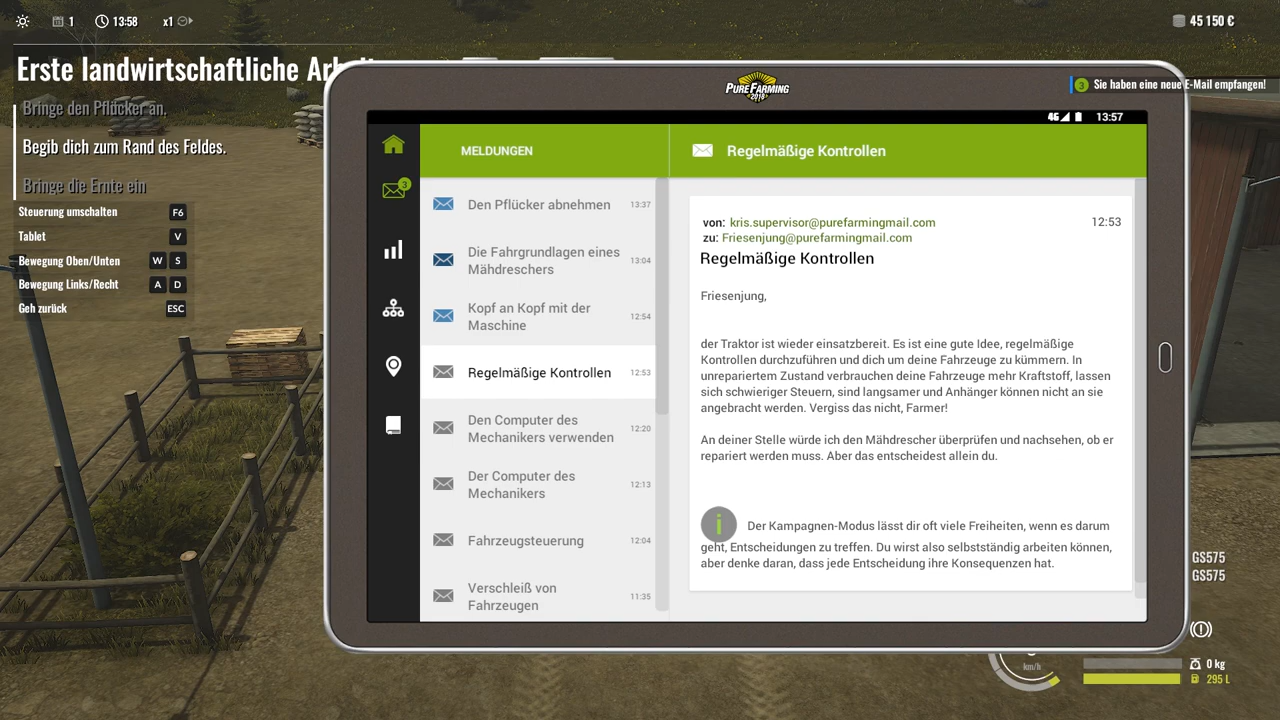 1
13:58
x1
45 150 €
Erste landwirtschaftliche Arbeit
Bringe den Pflücker an.
Begib dich zum Rand des Feldes.
Bringe die Ernte ein
Steuerung umschalten F6
Tablet V
Bewegung Oben/Unten W S
Bewegung Links/Recht A D
Geh zurück ESC
PURE FARMING
2018
3 Sie haben eine neue E-Mail empfangen!
4G 13:57
3
MELDUNGEN
Den Pflücker abnehmen 13:37
Die Fahrgrundlagen eines
Mähdreschers 13:04
Kopf an Kopf mit der
Maschine 12:54
Regelmäßige Kontrollen 12:53
Den Computer des
Mechanikers verwenden 12:20
Der Computer des
Mechanikers 12:13
Fahrzeugsteuerung 12:04
Verschleiß von
Fahrzeugen 11:35
Regelmäßige Kontrollen
von: kris.supervisor@purefarmingmail.com 12:53
zu: Friesenjung@purefarmingmail.com
Regelmäßige Kontrollen
Friesenjung,
der Traktor ist wieder einsatzbereit. Es ist eine gute Idee, regelmäßige
Kontrollen durchzuführen und dich um deine Fahrzeuge zu kümmern. In
unrepariertem Zustand verbrauchen deine Fahrzeuge mehr Kraftstoff, lassen
sich schwieriger Steuern, sind langsamer und Anhänger können nicht an sie
angebracht werden. Vergiss das nicht, Farmer!
An deiner Stelle würde ich den Mähdrescher überprüfen und nachsehen, ob er
repariert werden muss. Aber das entscheidest allein du.
i Der Kampagnen-Modus lässt dir oft viele Freiheiten, wenn es darum
geht, Entscheidungen zu treffen. Du wirst also selbstständig arbeiten können,
aber denke daran, dass jede Entscheidung ihre Konsequenzen hat.
GS575
GS575
km/h
0 kg
295 L